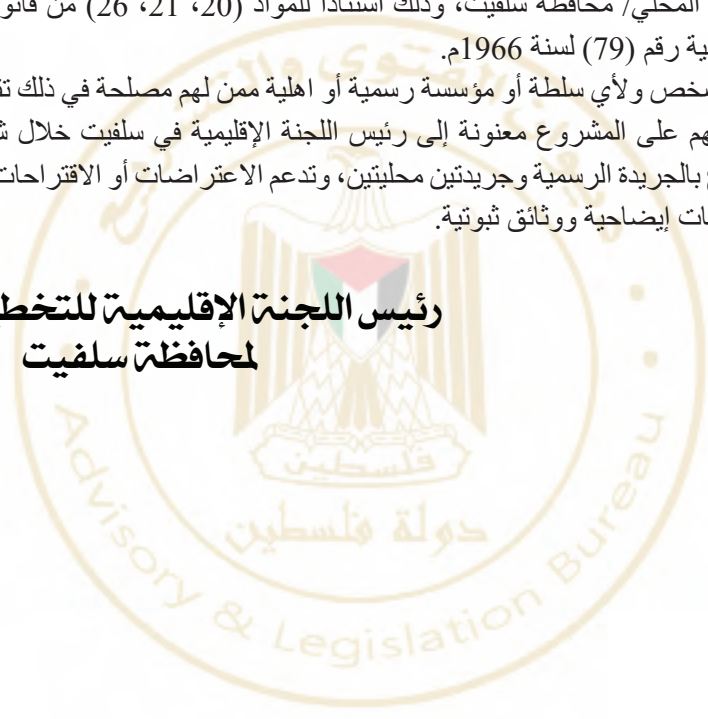 المحلي/ محافظة سلفيت، وذلك استنادا للمواد (20، 21، 26) من قانو
ية رقم (79) لسنة 1966م.
شخص ولأي سلطة أو مؤسسة رسمية أو اهلية ممن لهم مصلحة في ذلك تق
هم على المشروع معنونة إلى رئيس اللجنة الإقليمية في سلفيت خلال ش
بالجريدة الرسمية وجريدتين محليتين، وتدعم الاعتراضات أو الاقتراحات
ات إيضاحية ووثائق ثبوتية.
رئيس اللجنة الإقليمية للتخطي
لمحافظة سلفيت
فلسطين
دولة فلسطين
Advisory & Legislation Bureau